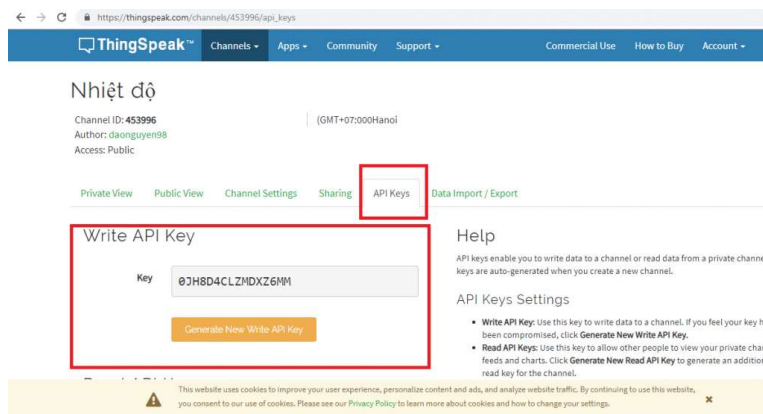 https://thingspeak.com/channels/453996/api_keys
ThingSpeak™ Channels Apps Community Support Commercial Use How to Buy Account
Nhiệt độ
Channel ID: 453996 (GMT+07:000Hanoi
Author: daonguyen98
Access: Public
Private View Public View Channel Settings Sharing API Keys Data Import / Export
Write API Key
Key 0JH8D4CLZMDXZ6MM
Generate New Write API Key
Help
API keys enable you to write data to a channel or read data from a private channe
keys are auto-generated when you create a new channel.
API Keys Settings
Write API Key: Use this key to write data to a channel. If you feel your key h
been compromised, click Generate New Write API Key.
Read API Keys: Use this key to allow other people to view your private chan
feeds and charts. Click Generate New Read API Key to generate an addition
read key for the channel.
This website uses cookies to improve your user experience, personalize content and ads, and analyze website traffic. By continuing to use this website,
you consent to our use of cookies. Please see our Privacy Policy to learn more about cookies and how to change your settings.